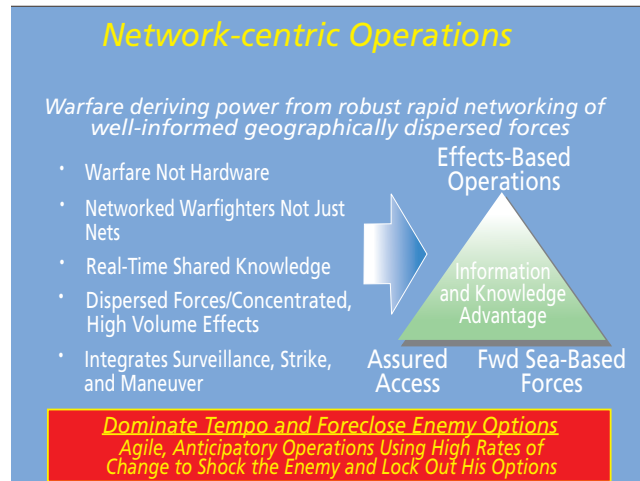 Network-centric Operations
Warfare deriving power from robust rapid networking of
well-informed geographically dispersed forces
· Warfare Not Hardware
· Networked Warfighters Not Just
Nets
· Real-Time Shared Knowledge
· Dispersed Forces/Concentrated,
High Volume Effects
· Integrates Surveillance, Strike,
and Maneuver
Effects-Based
Operations
Information
and Knowledge
Advantage
Assured
Access
Fwd Sea-Based
Forces
Dominate Tempo and Foreclose Enemy Options
Agile, Anticipatory Operations Using High Rates of
Change to Shock the Enemy and Lock Out His Options